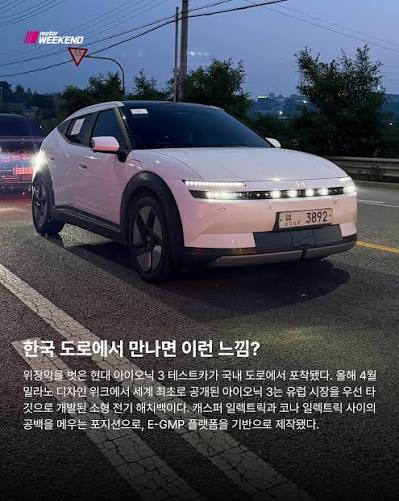 motor
WEEKEND
임 3892
한국 도로에서 만나면 이런 느낌?
위장막을 벗은 현대 아이오닉 3 테스트카가 국내 도로에서 포착됐다. 올해 4월
밀라노 디자인 위크에서 세계 최초로 공개된 아이오닉 3는 유럽 시장을 우선 타
깃으로 개발된 소형 전기 해치백이다. 캐스퍼 일렉트릭과 코나 일렉트릭 사이의
공백을 메우는 포지션으로, E-GMP 플랫폼을 기반으로 제작됐다.